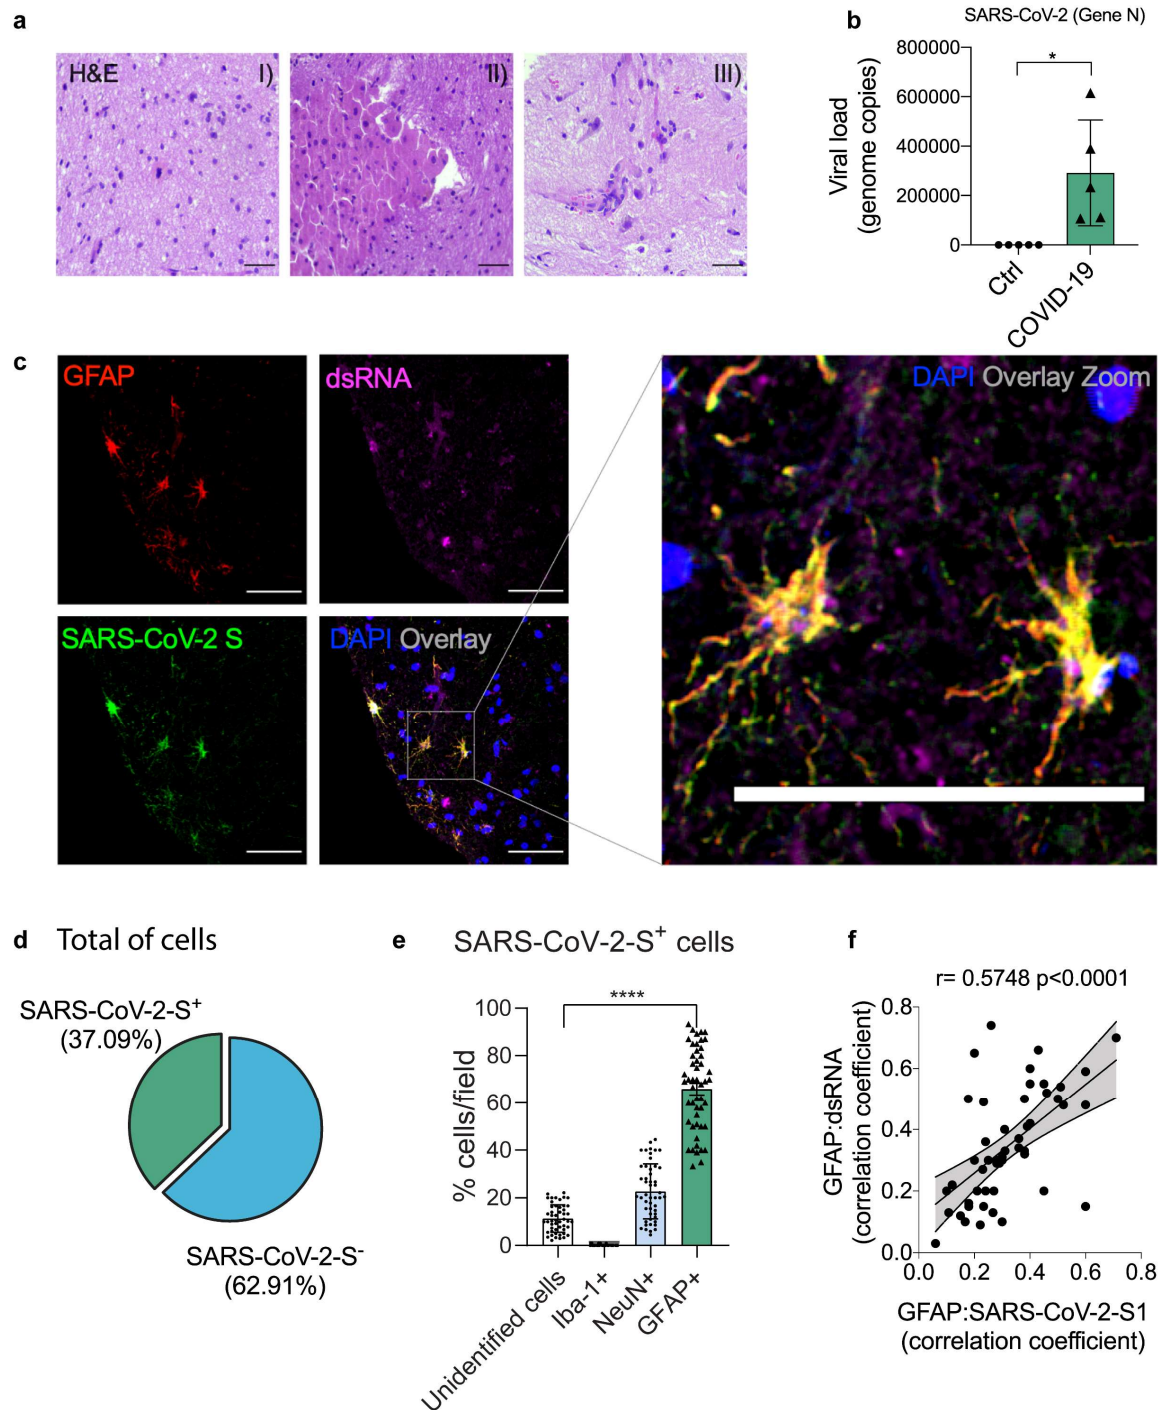 a
H&E
I)
II)
III)
b
SARS-CoV-2 (Gene N)
Viral load
(genome copies)
800000
600000
400000
200000
0
*
Ctrl
COVID-19
c
GFAP
dsRNA
SARS-CoV-2 S
DAPI Overlay
DAPI Overlay Zoom
d
Total of cells
SARS-CoV-2-S+
(37.09%)
SARS-CoV-2-S-
(62.91%)
e
SARS-CoV-2-S+ cells
****
% cells/field
100
80
60
40
20
0
Unidentified cells
Iba-1+
NeuN+
GFAP+
f
r= 0.5748 p<0.0001
GFAP:dsRNA
(correlation coefficient)
0.8
0.6
0.4
0.2
0.0
0.0 0.2 0.4 0.6 0.8
GFAP:SARS-CoV-2-S1
(correlation coefficient)